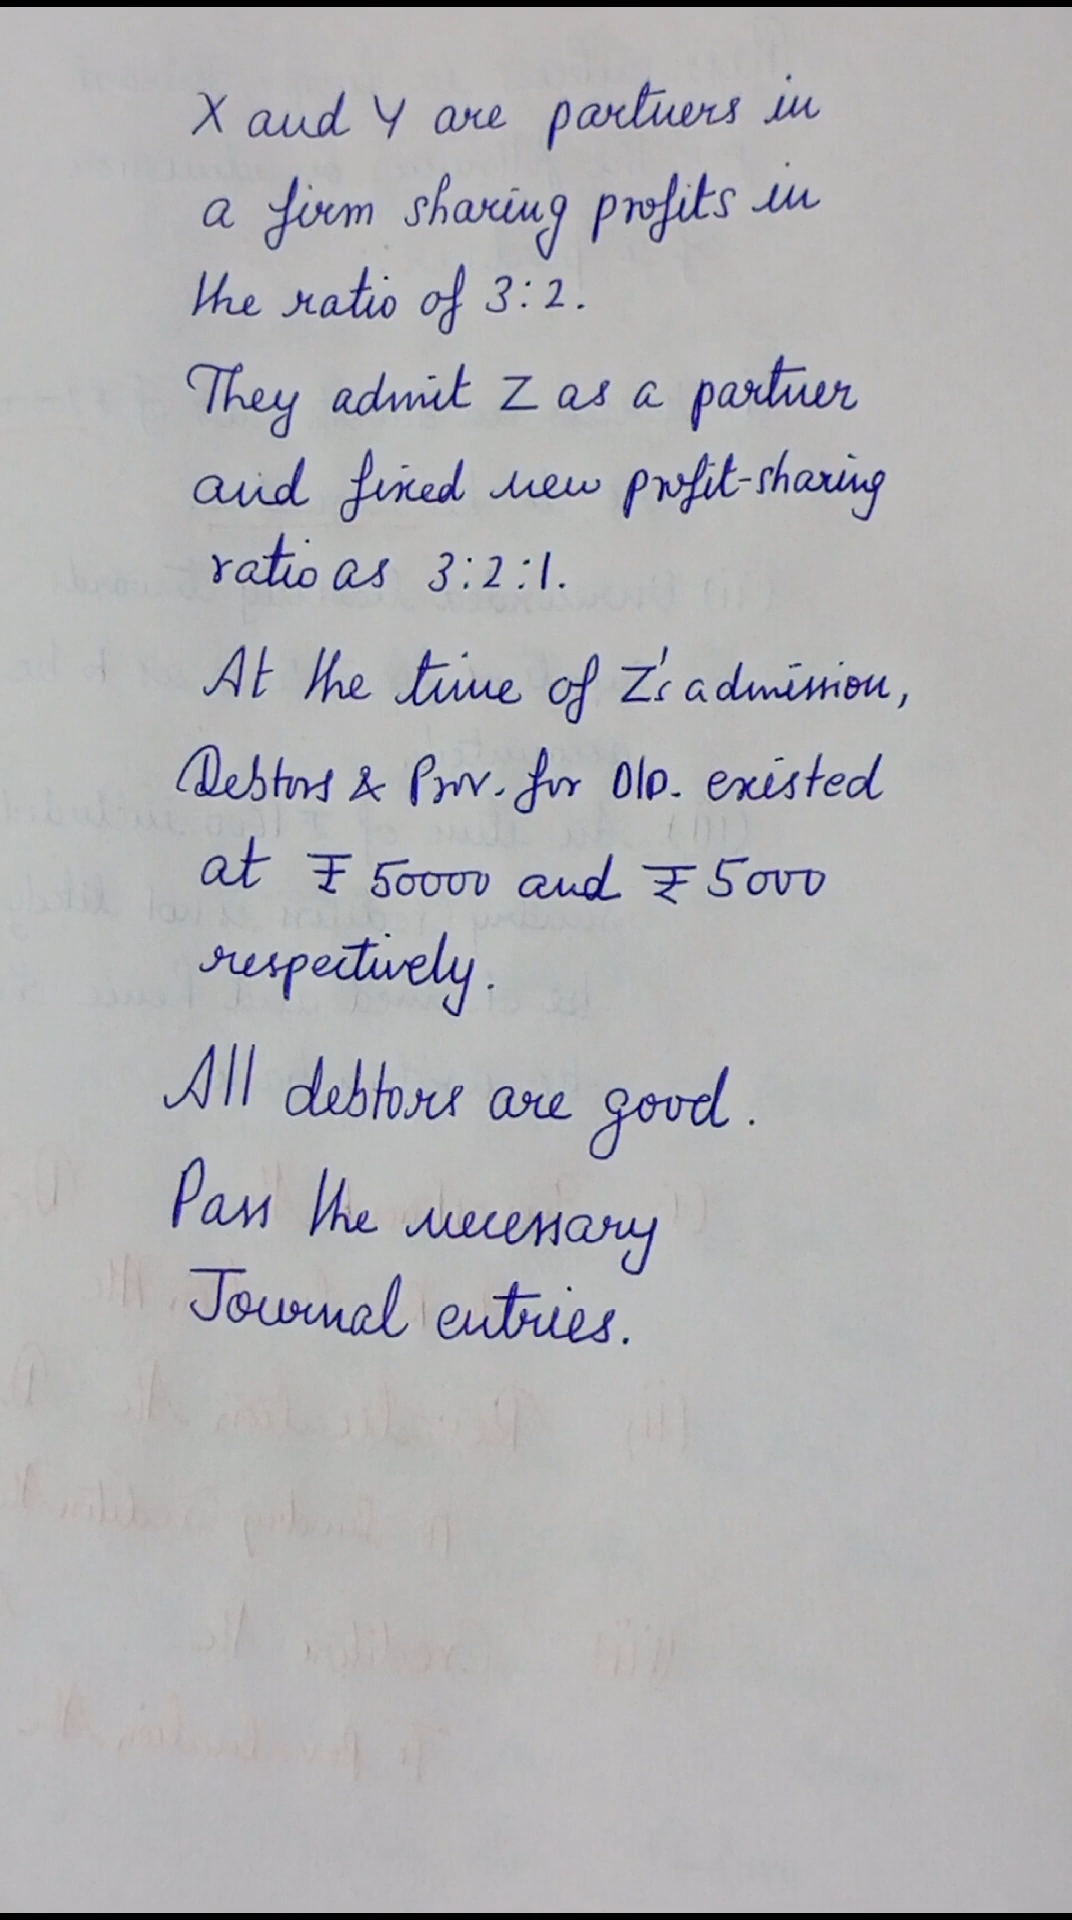 X and Y are partners in
a firm sharing profits in
the ratio of 3:2.
They admit Z as a partner
and fixed new profit-sharing
ratio as 3:2:1.
At the time of Z's admission,
Debtors & Prov. for D/D. existed
at ₹ 50000 and ₹ 5000
respectively.
All debtors are good.
Pass the necessary
Journal entries.